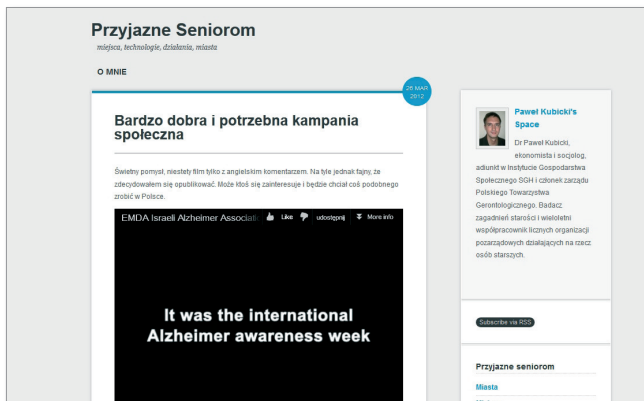 Przyjazne Seniorom
miejsca, technologie, działania, miasta
O MNIE
26 MAR
2012
Bardzo dobra i potrzebna kampania
społeczna
Świetny pomysł, niestety film tylko z angielskim komentarzem. Na tyle jednak fajny, że
zdecydowałem się opublikować. Może ktoś się zainteresuje i będzie chciał coś podobnego
zrobić w Polsce.
EMDA Israeli Alzheimer Associatio Like udostępnij More info
It was the international
Alzheimer awareness week
Paweł Kubicki's
Space
Dr Paweł Kubicki,
ekonomista i socjolog,
adiunkt w Instytucie Gospodarstwa
Społecznego SGH i członek zarządu
Polskiego Towarzystwa
Gerontologicznego. Badacz
zagadnień starości i wieloletni
współpracownik licznych organizacji
pozarządowych działających na rzecz
osób starszych.
Subscribe via RSS
Przyjazne seniorom
Miasta